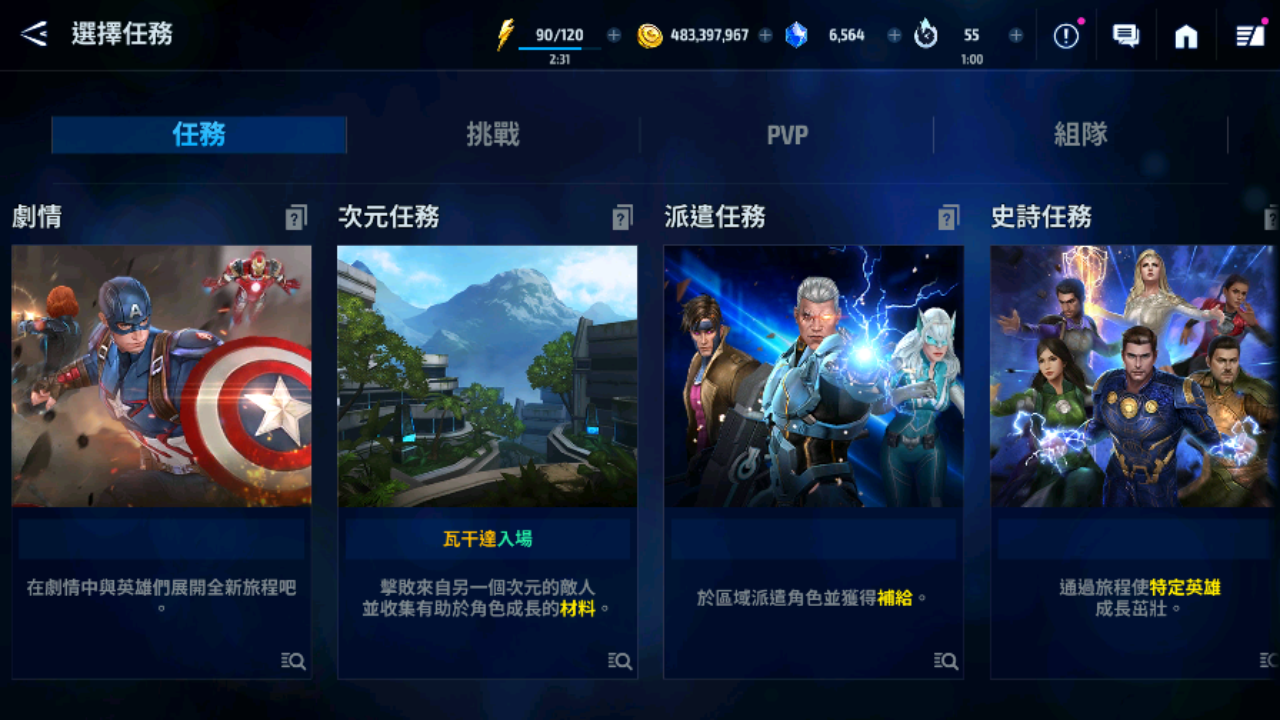 選擇任務
90/120
2:31
483,397,967
6,564
55
1:00
任務
挑戰
PVP
組隊
劇情
次元任務
派遣任務
史詩任務
瓦干達入場
在劇情中與英雄們展開全新旅程吧
。
擊敗來自另一個次元的敵人
並收集有助於角色成長的材料。
於區域派遣角色並獲得補給。
通過旅程使特定英雄
成長茁壯。